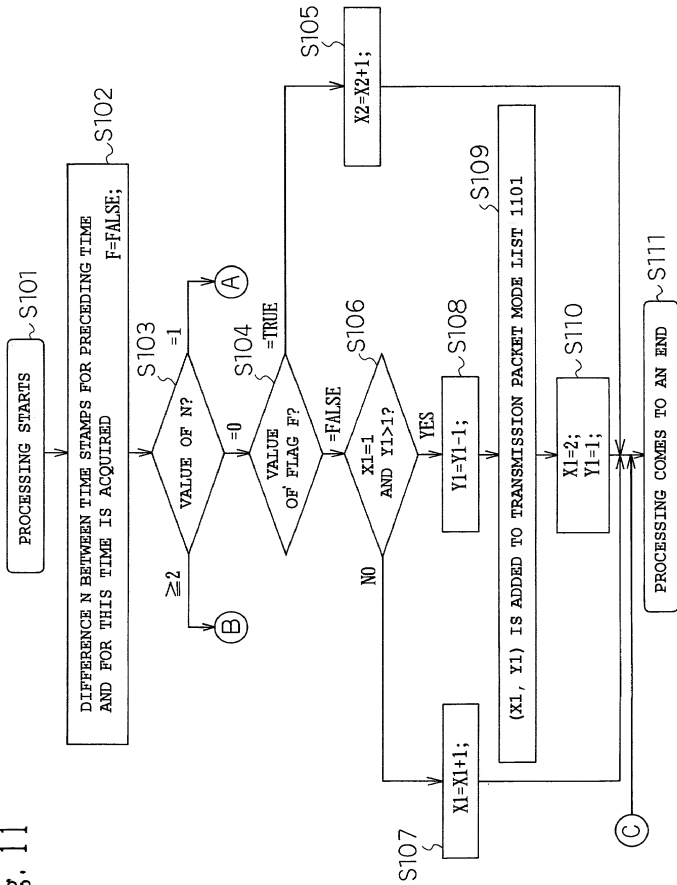 g. 11
PROCESSING STARTS
S101
DIFFERENCE N BETWEEN TIME STAMPS FOR PRECEDING TIME
AND FOR THIS TIME IS ACQUIRED
F=FALSE;
S102
VALUE OF N?
S103
=1
A
≧2
B
=0
VALUE
OF FLAG F?
S104
=TRUE
X2=X2+1;
S105
=FALSE
X1=1
AND Y1>1?
S106
NO
X1=X1+1;
S107
YES
Y1=Y1-1;
S108
(X1, Y1) IS ADDED TO TRANSMISSION PACKET MODE LIST 1101
S109
X1=2;
Y1=1;
S110
C
PROCESSING COMES TO AN END
S111